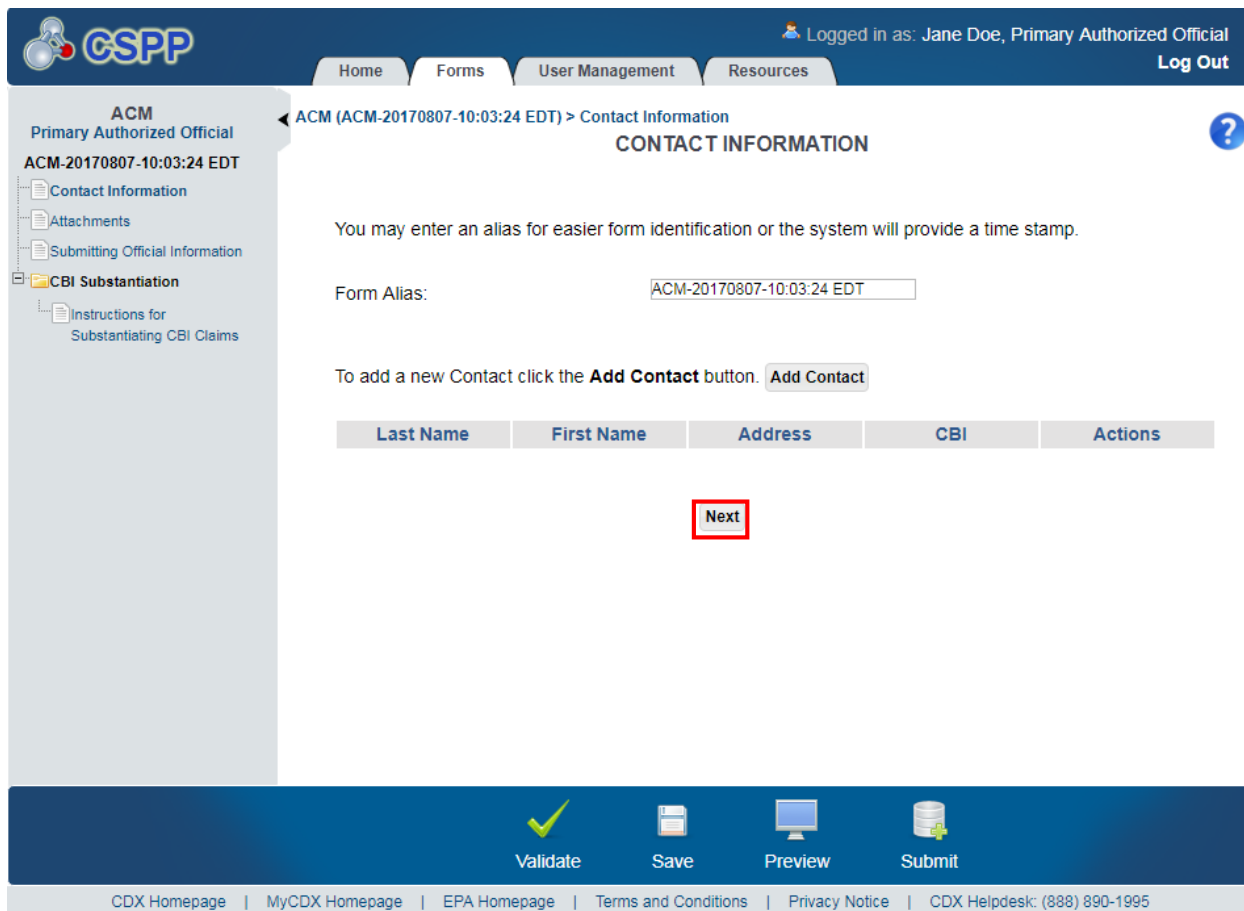 CSPP
Logged in as: Jane Doe, Primary Authorized Official
Log Out
Home Forms User Management Resources
ACM
Primary Authorized Official
ACM-20170807-10:03:24 EDT
Contact Information
Attachments
Submitting Official Information
CBI Substantiation
Instructions for
Substantiating CBI Claims
ACM (ACM-20170807-10:03:24 EDT) > Contact Information
CONTACT INFORMATION
?
You may enter an alias for easier form identification or the system will provide a time stamp.
Form Alias: ACM-20170807-10:03:24 EDT
To add a new Contact click the Add Contact button. Add Contact
Last Name First Name Address CBI Actions
Next
Validate Save Preview Submit
CDX Homepage | MyCDX Homepage | EPA Homepage | Terms and Conditions | Privacy Notice | CDX Helpdesk: (888) 890-1995